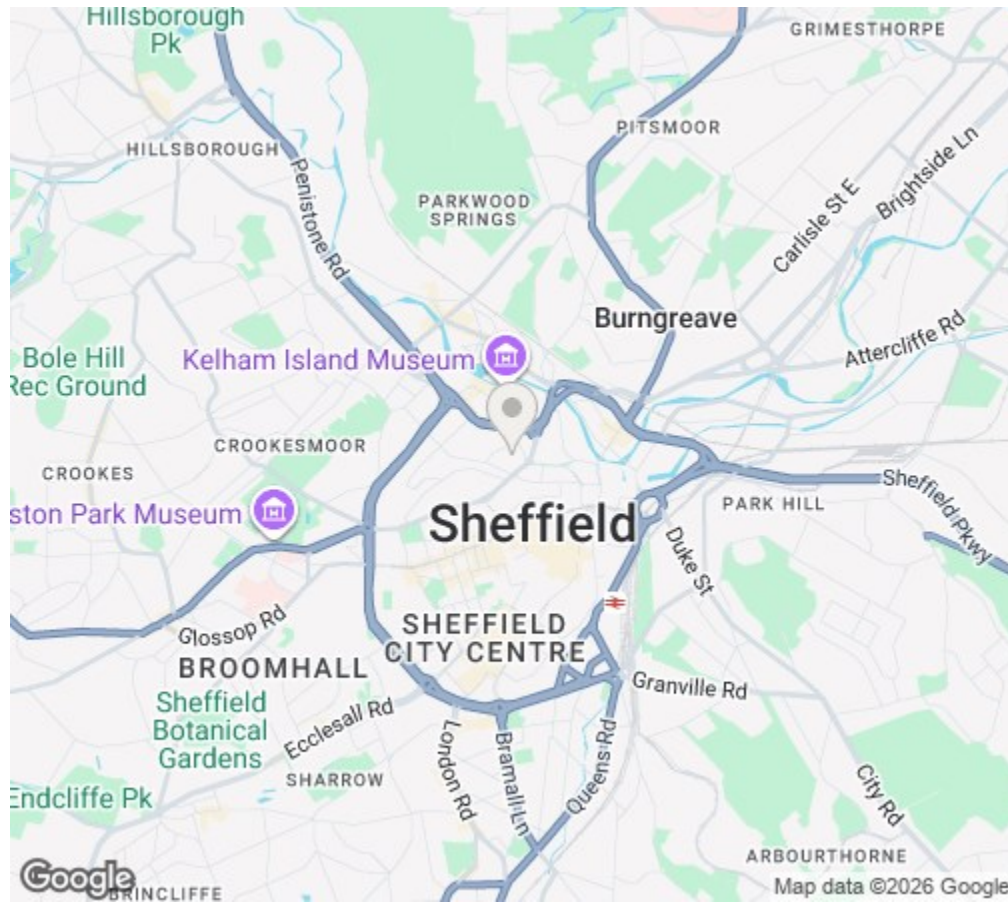 Hillsborough
Pk
GRIMESTHORPE
PITSMOOR
HILLSBOROUGH
Brightside Ln
Penistone Rd
PARKWOOD
SPRINGS
Carlisle St E
Burngreave
Attercliffe Rd
Kelham Island Museum
Bole Hill
Rec Ground
CROOKESMOOR
CROOKES
Sheffield Pkwy
ston Park Museum
PARK HILL
Sheffield
Duke St
SHEFFIELD
CITY CENTRE
Glossop Rd
BROOMHALL
Granville Rd
Sheffield
Botanical
Gardens
Ecclesall Rd
London Rd
Bramall Ln
Queens Rd
SHARROW
City Rd
Endcliffe Pk
ARBOURTHORNE
Google
BRINCLIFFE
Map data ©2026 Google